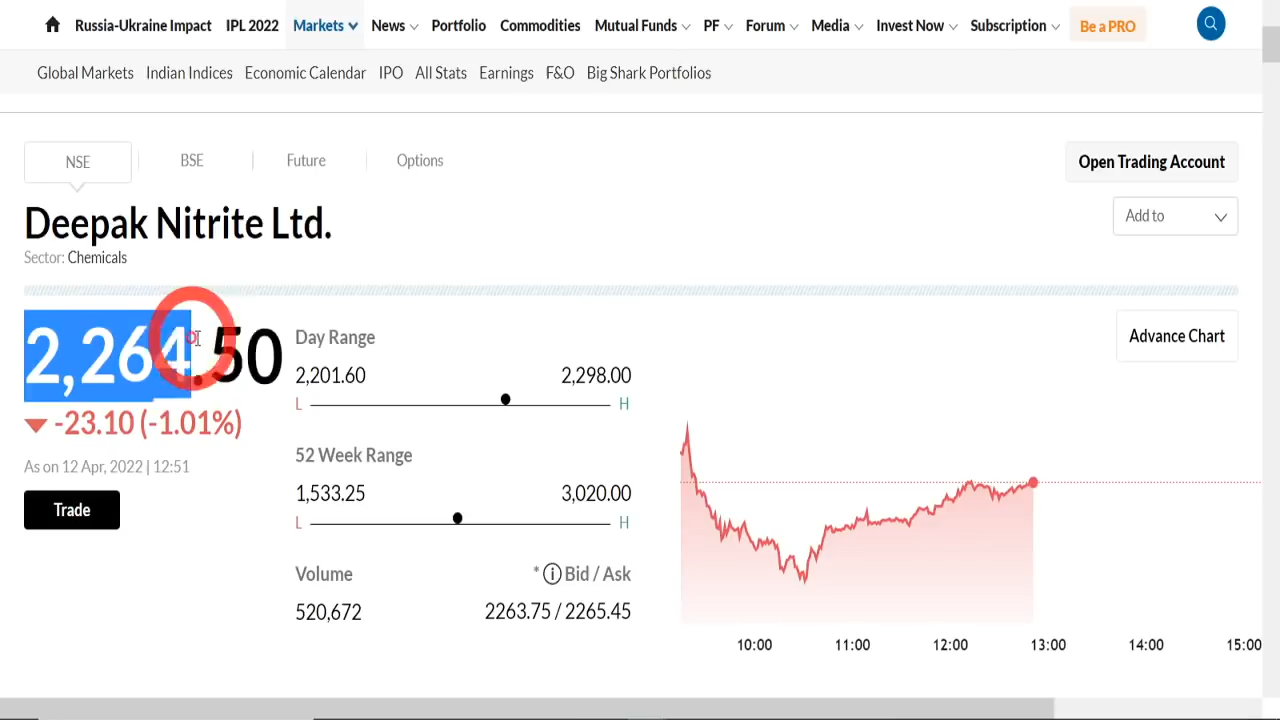 Russia-Ukraine Impact IPL 2022 Markets News Portfolio Commodities Mutual Funds PF Forum Media Invest Now Subscription Be a PRO
Global Markets Indian Indices Economic Calendar IPO All Stats Earnings F&O Big Shark Portfolios
NSE BSE Future Options
Open Trading Account
Deepak Nitrite Ltd.
Add to
Sector: Chemicals
2,264.50
-23.10 (-1.01%)
As on 12 Apr, 2022 | 12:51
Trade
Day Range
2,201.60 2,298.00
L H
52 Week Range
1,533.25 3,020.00
L H
Volume * i Bid / Ask
520,672 2263.75 / 2265.45
Advance Chart
10:00 11:00 12:00 13:00 14:00 15:00